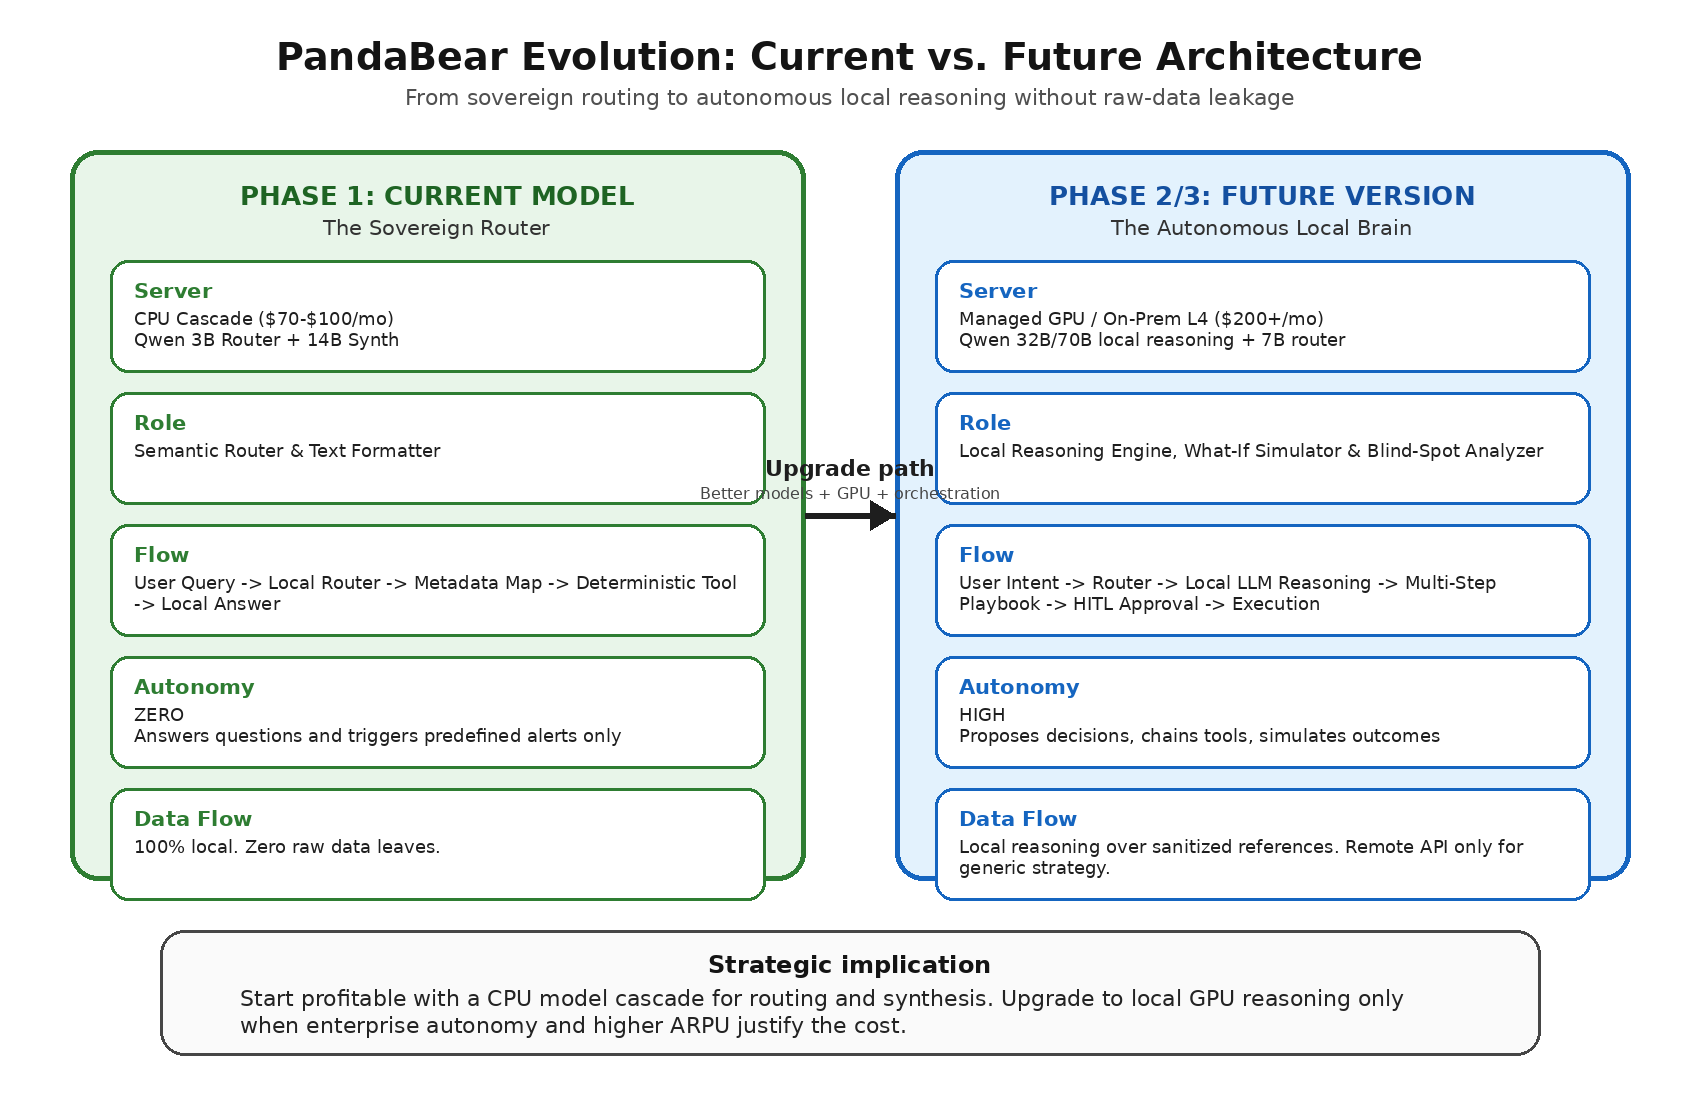 PandaBear Evolution: Current vs. Future Architecture
From sovereign routing to autonomous local reasoning without raw-data leakage
PHASE 1: CURRENT MODEL
The Sovereign Router
Server
CPU Cascade ($70-$100/mo)
Qwen 3B Router + 14B Synth
Role
Semantic Router & Text Formatter
Flow
User Query -> Local Router -> Metadata Map -> Deterministic Tool
-> Local Answer
Autonomy
ZERO
Answers questions and triggers predefined alerts only
Data Flow
100% local. Zero raw data leaves.
Upgrade path
Better models + GPU + orchestration
PHASE 2/3: FUTURE VERSION
The Autonomous Local Brain
Server
Managed GPU / On-Prem L4 ($200+/mo)
Qwen 32B/70B local reasoning + 7B router
Role
Local Reasoning Engine, What-If Simulator & Blind-Spot Analyzer
Flow
User Intent -> Router -> Local LLM Reasoning -> Multi-Step
Playbook -> HITL Approval -> Execution
Autonomy
HIGH
Proposes decisions, chains tools, simulates outcomes
Data Flow
Local reasoning over sanitized references. Remote API only for
generic strategy.
Strategic implication
Start profitable with a CPU model cascade for routing and synthesis. Upgrade to local GPU reasoning only
when enterprise autonomy and higher ARPU justify the cost.